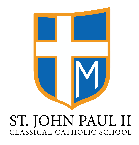 M
ST. JOHN PAUL II
CLASSICAL CATHOLIC SCHOOL